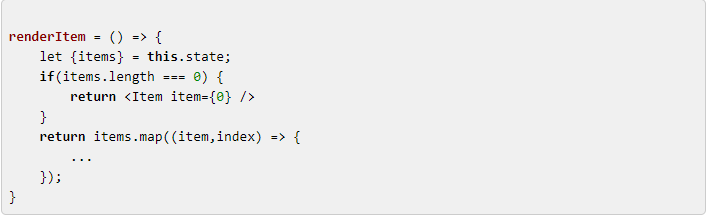 renderItem = () => {
    let {items} = this.state;
    if(items.length === 0) {
        return <Item item={0} />
    }
    return items.map((item,index) => {
        ...
    });
}